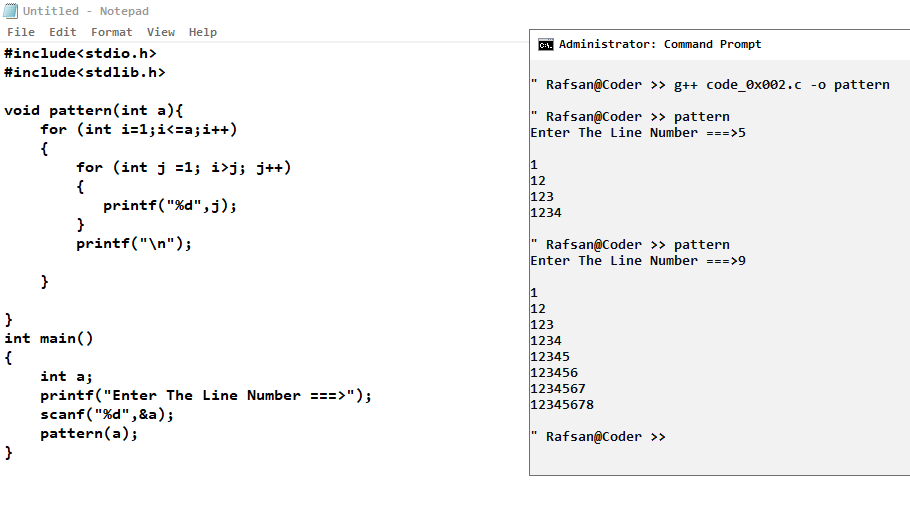 Untitled - Notepad
File Edit Format View Help
#include<stdio.h>
#include<stdlib.h>

void pattern(int a){
    for (int i=1;i<=a;i++)
    {
        for (int j =1; i>j; j++)
        {
           printf("%d",j);
        }
        printf("\n");

    }

}
int main()
{
    int a;
    printf("Enter The Line Number ===>");
    scanf("%d",&a);
    pattern(a);
}
C:\.
Administrator: Command Prompt

" Rafsan@Coder >> g++ code_0x002.c -o pattern

" Rafsan@Coder >> pattern
Enter The Line Number ===>5

1
12
123
1234

" Rafsan@Coder >> pattern
Enter The Line Number ===>9

1
12
123
1234
12345
123456
1234567
12345678

" Rafsan@Coder >>